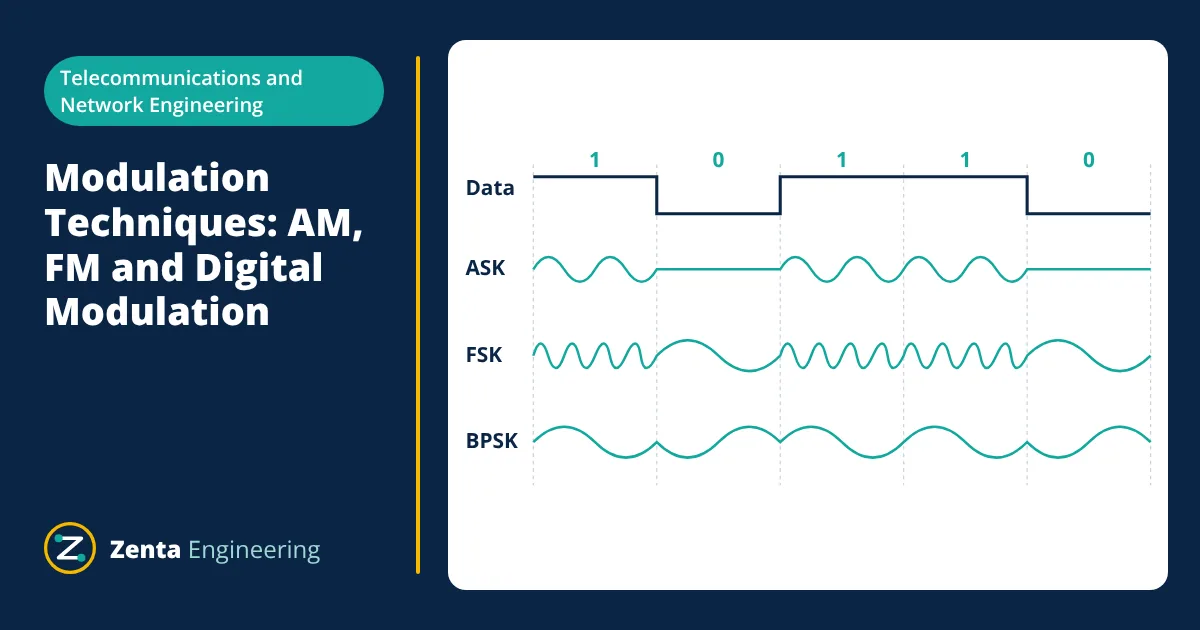 Telecommunications and
Network Engineering
Modulation
Techniques: AM,
FM and Digital
Modulation
Zenta Engineering
1 0 1 1 0
Data
ASK
FSK
BPSK